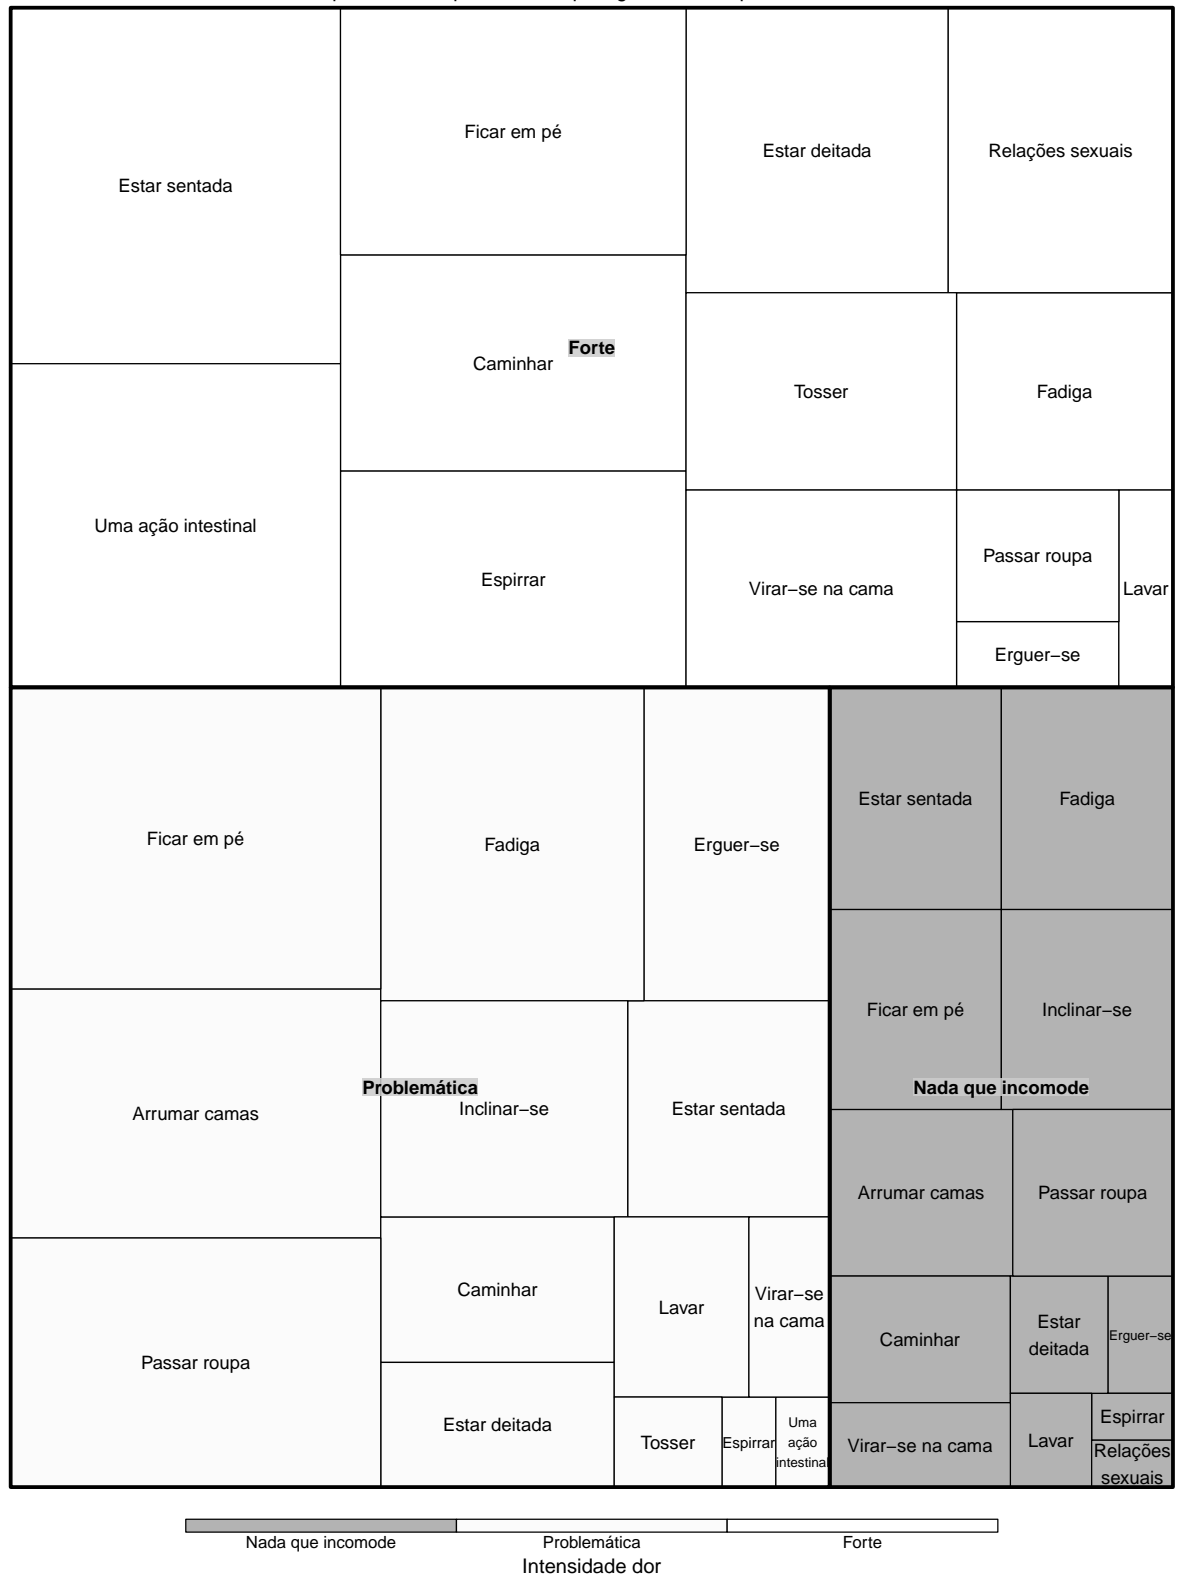 Estar sentada
Ficar em pé
Estar deitada
Relações sexuais
Caminhar
Forte
Tosser
Fadiga
Uma ação intestinal
Espirrar
Virar−se na cama
Passar roupa
Lavar
Erguer−se
Ficar em pé
Fadiga
Erguer−se
Arrumar camas
Problemática
Inclinar−se
Estar sentada
Passar roupa
Caminhar
Lavar
Virar−se
na cama
Estar deitada
Tosser
Espirrar
Uma
ação
intestinal
Estar sentada
Fadiga
Ficar em pé
Inclinar−se
Nada que incomode
Arrumar camas
Passar roupa
Caminhar
Estar
deitada
Erguer−se
Virar−se na cama
Lavar
Espirrar
Relações
sexuais
Nada que incomode
Problemática
Forte
Intensidade dor